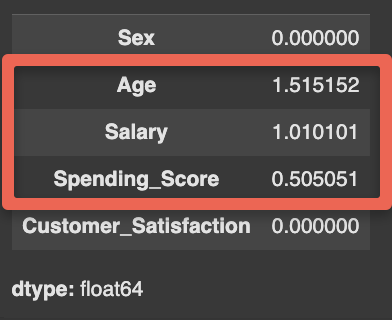 Sex 0.000000
Age 1.515152
Salary 1.010101
Spending_Score 0.505051
Customer_Satisfaction 0.000000
dtype: float64